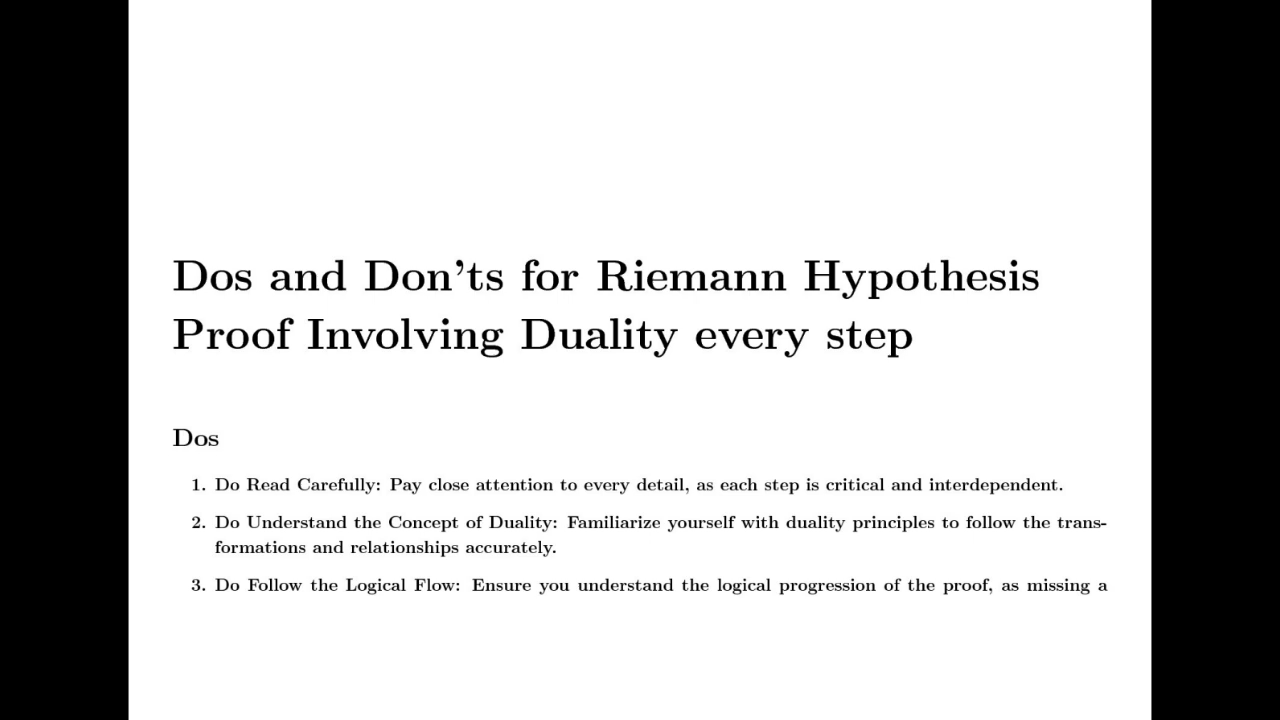 Dos and Don'ts for Riemann Hypothesis
Proof Involving Duality every step
Dos
1. Do Read Carefully: Pay close attention to every detail, as each step is critical and interdependent.
2. Do Understand the Concept of Duality: Familiarize yourself with duality principles to follow the trans-
formations and relationships accurately.
3. Do Follow the Logical Flow: Ensure you understand the logical progression of the proof, as missing a